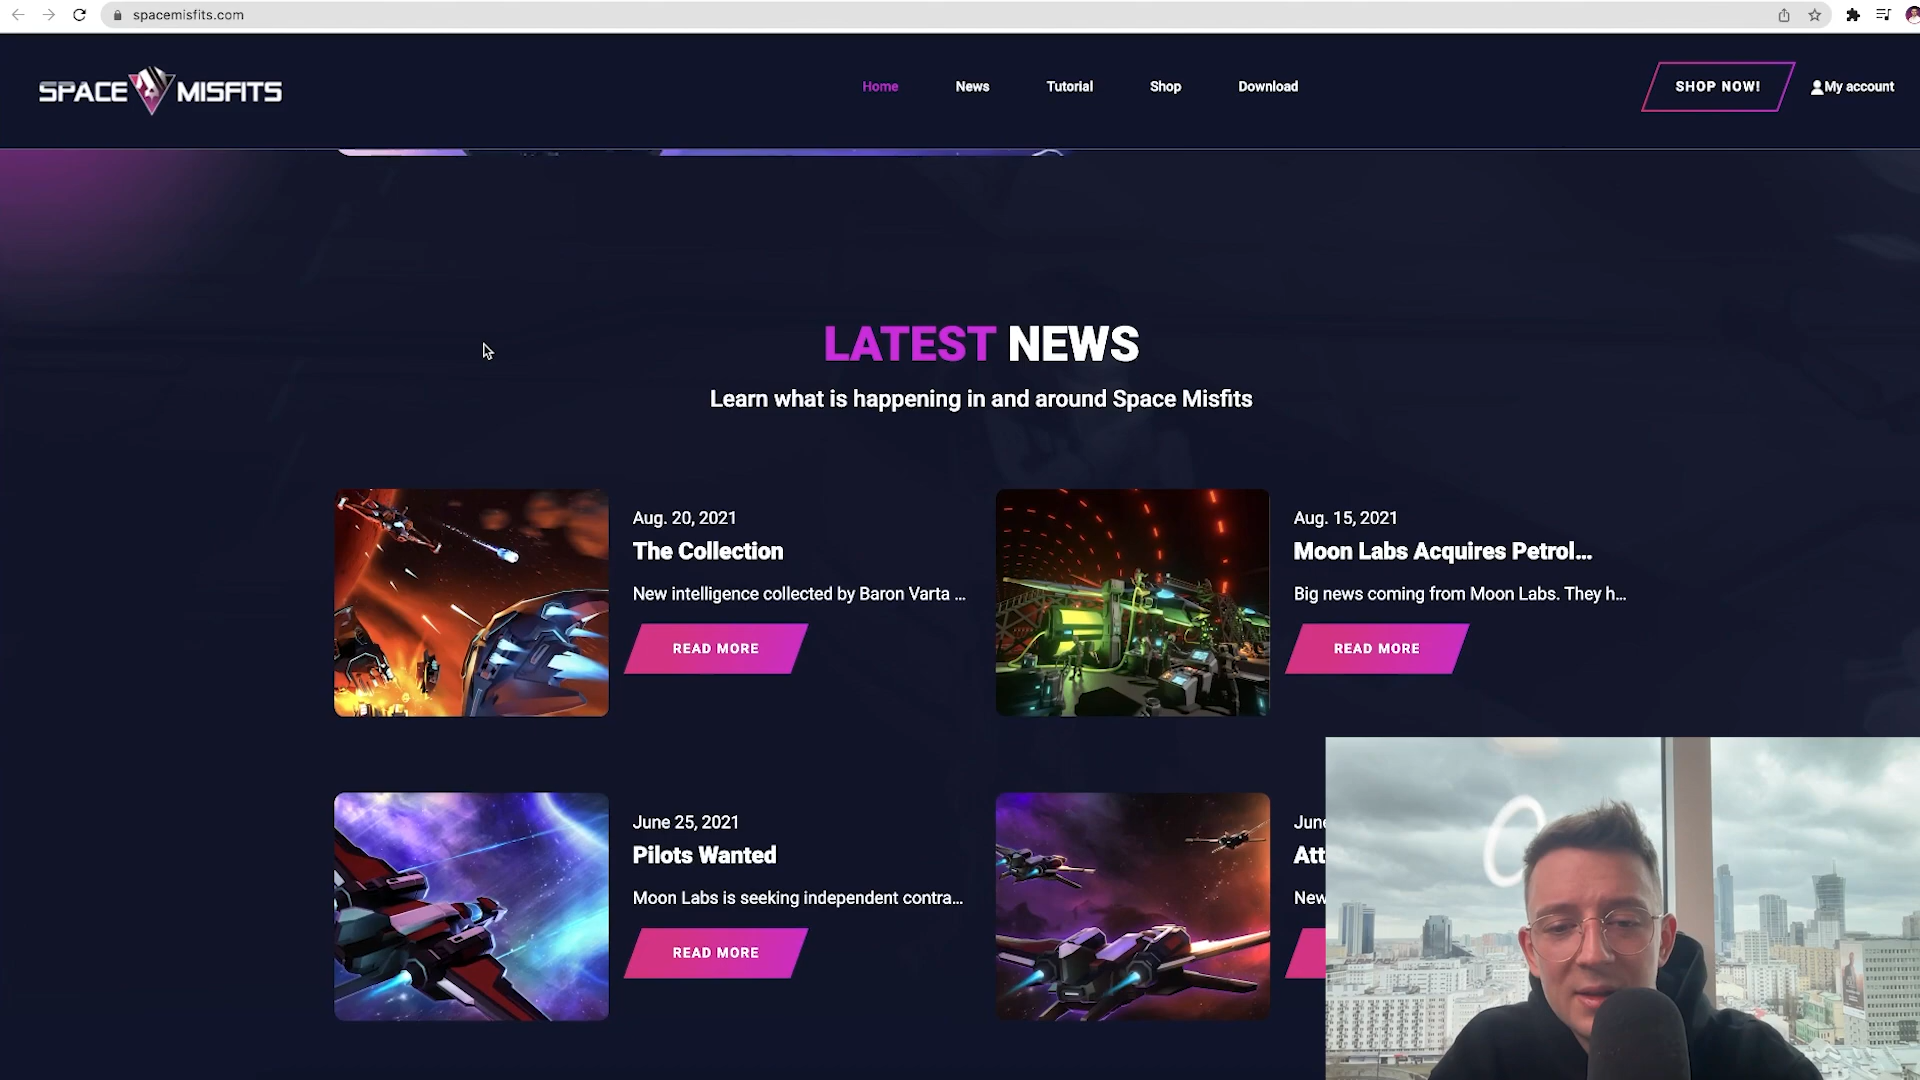 spacemisfits.com
SPACE MISFITS
Home
News
Tutorial
Shop
Download
SHOP NOW!
My account
LATEST NEWS
Learn what is happening in and around Space Misfits
Aug. 20, 2021
The Collection
New intelligence collected by Baron Varta ...
READ MORE
Aug. 15, 2021
Moon Labs Acquires Petrol...
Big news coming from Moon Labs. They h...
READ MORE
June 25, 2021
Pilots Wanted
Moon Labs is seeking independent contra...
READ MORE
June
Att
New